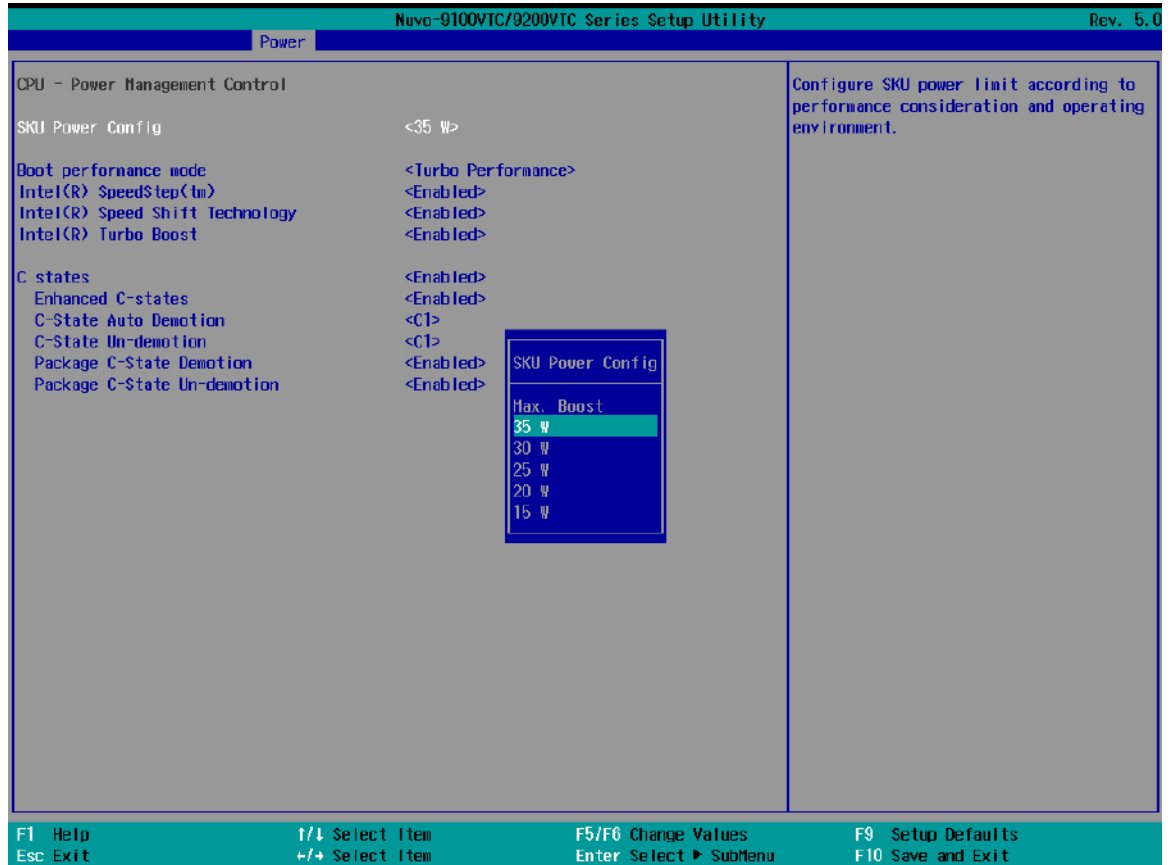 Nuvo-9100VTC/9200VTC Series Setup Utility Rev. 5.0
Power
CPU - Power Management Control
SKU Power Config <35 W>
Boot performance mode <Turbo Performance>
Intel(R) SpeedStep(tm) <Enabled>
Intel(R) Speed Shift Technology <Enabled>
Intel(R) Turbo Boost <Enabled>
C states <Enabled>
Enhanced C-states <Enabled>
C-State Auto Demotion <C1>
C-State Un-demotion <C1>
Package C-State Demotion <Enabled>
Package C-State Un-demotion <Enabled>
SKU Power Config
Max. Boost
35 W
30 W
25 W
20 W
15 W
Configure SKU power limit according to
performance consideration and operating
environment.
F1 Help ↑/↓ Select Item F5/F6 Change Values F9 Setup Defaults
Esc Exit ←/→ Select Item Enter Select ▶ SubMenu F10 Save and Exit